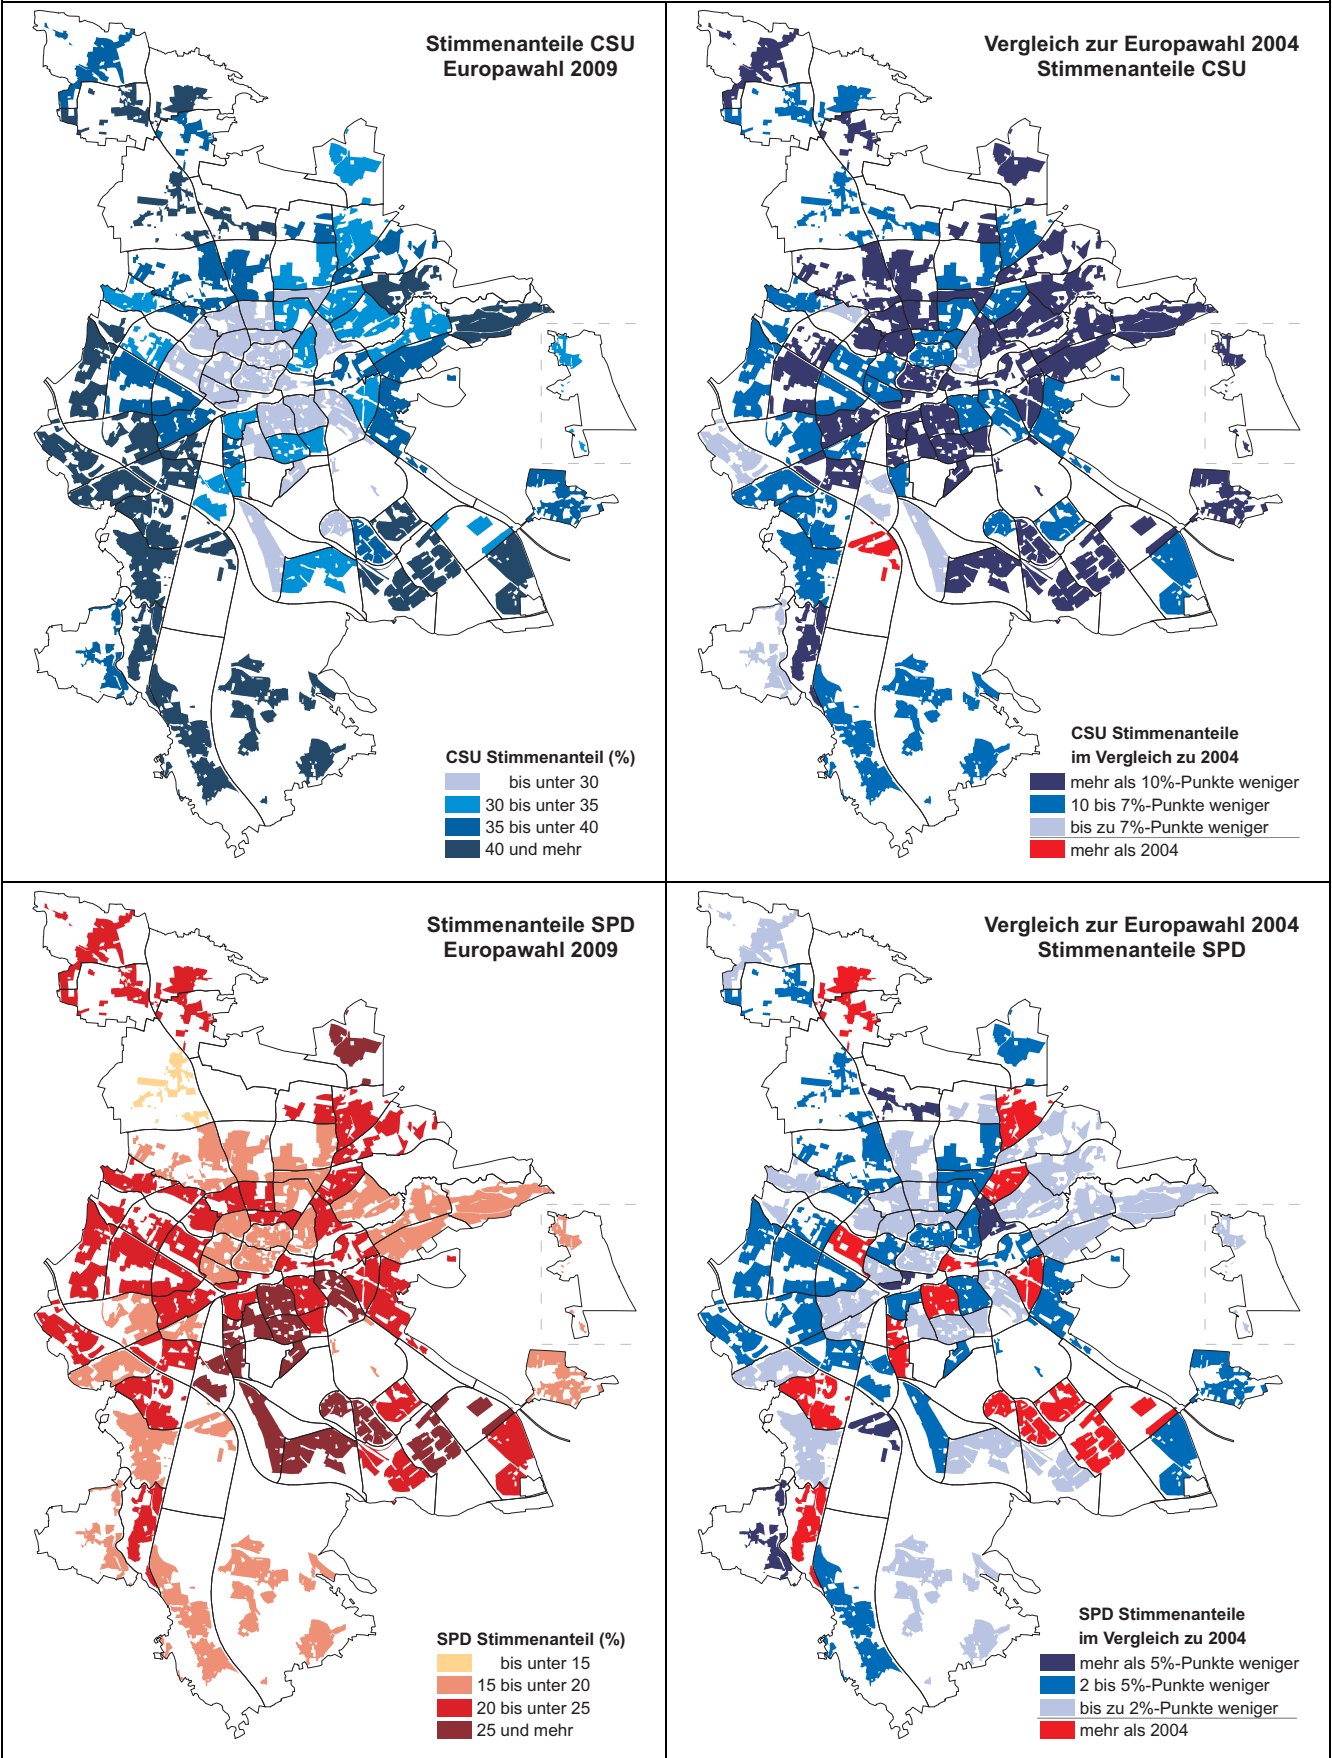 Stimmenanteile CSU
Europawahl 2009
CSU Stimmenanteil (%)
bis unter 30
30 bis unter 35
35 bis unter 40
40 und mehr
Vergleich zur Europawahl 2004
Stimmenanteile CSU
CSU Stimmenanteile
im Vergleich zu 2004
mehr als 10%-Punkte weniger
10 bis 7%-Punkte weniger
bis zu 7%-Punkte weniger
mehr als 2004
Stimmenanteile SPD
Europawahl 2009
SPD Stimmenanteil (%)
bis unter 15
15 bis unter 20
20 bis unter 25
25 und mehr
Vergleich zur Europawahl 2004
Stimmenanteile SPD
SPD Stimmenanteile
im Vergleich zu 2004
mehr als 5%-Punkte weniger
2 bis 5%-Punkte weniger
bis zu 2%-Punkte weniger
mehr als 2004